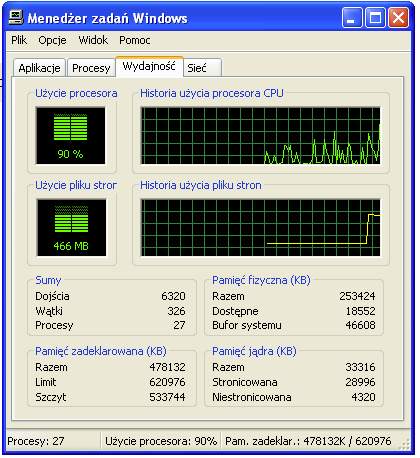 Menedżer zadań Windows
Plik Opcje Widok Pomoc
Aplikacje Procesy Wydajność Sieć
Użycie procesora Historia użycia procesora CPU
90 %
Użycie pliku stron Historia użycia pliku stron
466 MB
Sumy
Dojścia 6320
Wątki 326
Procesy 27
Pamięć fizyczna (KB)
Razem 253424
Dostępne 18552
Bufor systemu 46608
Pamięć zadeklarowana (KB)
Razem 478132
Limit 620976
Szczyt 533744
Pamięć jądra (KB)
Razem 33316
Stronicowana 28996
Niestronicowana 4320
Procesy: 27 Użycie procesora: 90% Pam. zadeklar.: 478132K / 620976